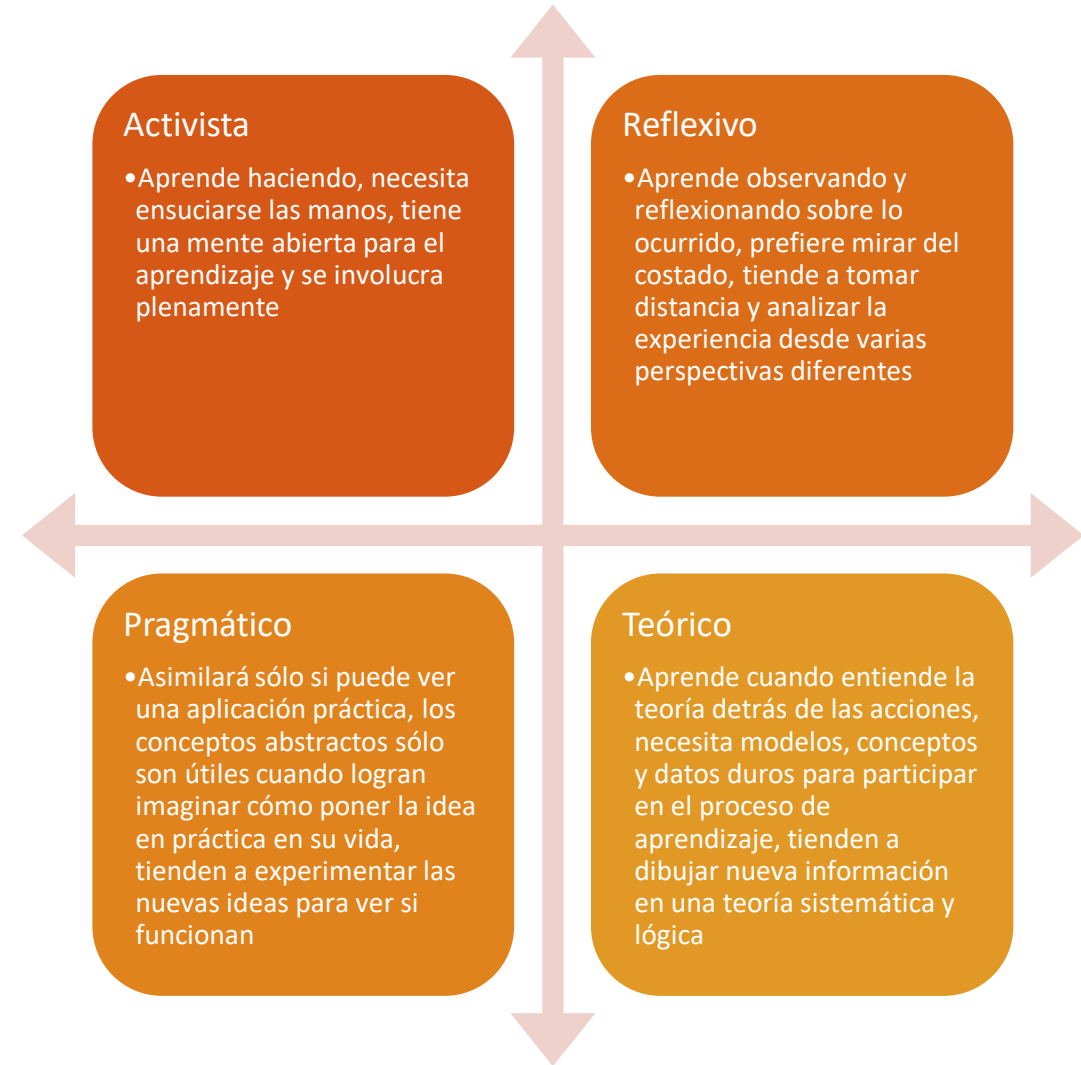 Activista
•Aprende haciendo, necesita
ensuciarse las manos, tiene
una mente abierta para el
aprendizaje y se involucra
plenamente
Reflexivo
•Aprende observando y
reflexionando sobre lo
ocurrido, prefiere mirar del
costado, tiende a tomar
distancia y analizar la
experiencia desde varias
perspectivas diferentes
Pragmático
•Asimilará sólo si puede ver
una aplicación práctica, los
conceptos abstractos sólo
son útiles cuando logran
imaginar cómo poner la idea
en práctica en su vida,
tienden a experimentar las
nuevas ideas para ver si
funcionan
Teórico
•Aprende cuando entiende la
teoría detrás de las acciones,
necesita modelos, conceptos
y datos duros para participar
en el proceso de
aprendizaje, tienden a
dibujar nueva información
en una teoría sistemática y
lógica